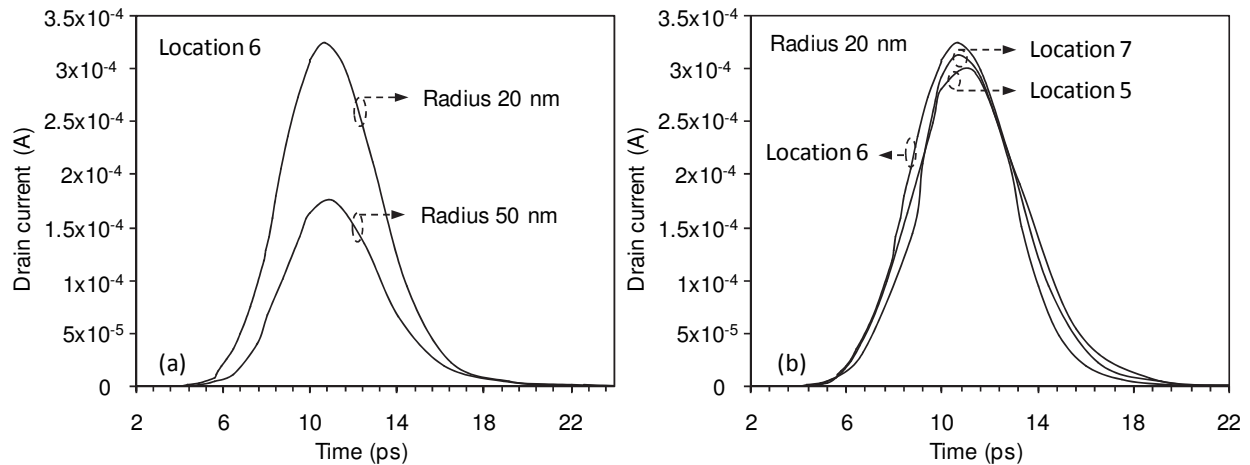 3.5x10⁻⁴
3x10⁻⁴
2.5x10⁻⁴
2x10⁻⁴
1.5x10⁻⁴
1x10⁻⁴
5x10⁻⁵
0
Drain current (A)
Location 6
Radius 20 nm
Radius 50 nm
(a)
2 6 10 14 18 22
Time (ps)
3.5x10⁻⁴
3x10⁻⁴
2.5x10⁻⁴
2x10⁻⁴
1.5x10⁻⁴
1x10⁻⁴
5x10⁻⁵
0
Drain current (A)
Radius 20 nm
Location 7
Location 5
Location 6
(b)
2 6 10 14 18 22
Time (ps)